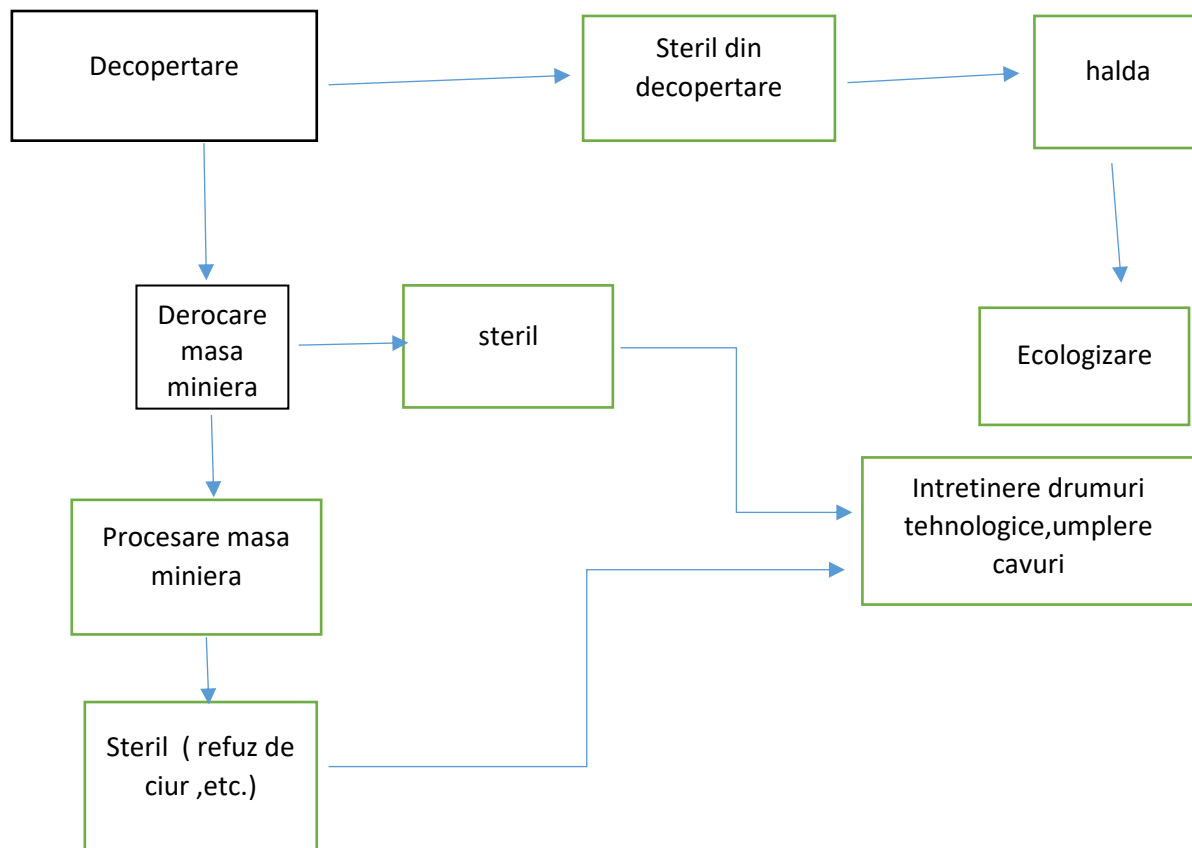 Decopertare
Steril din
decopertare
halda
Derocare
masa
miniera
steril
Ecologizare
Procesare masa
miniera
Intretinere drumuri
tehnologice,umplere
cavuri
Steril ( refuz de
ciur ,etc.)